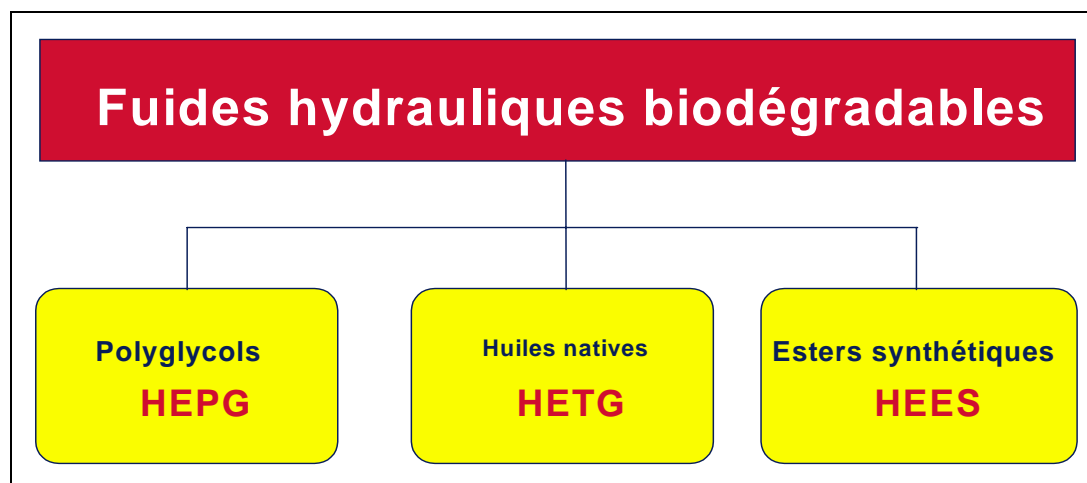 Fuides hydrauliques biodégradables
Polyglycols
HEPG
Huiles natives
HETG
Esters synthétiques
HEES